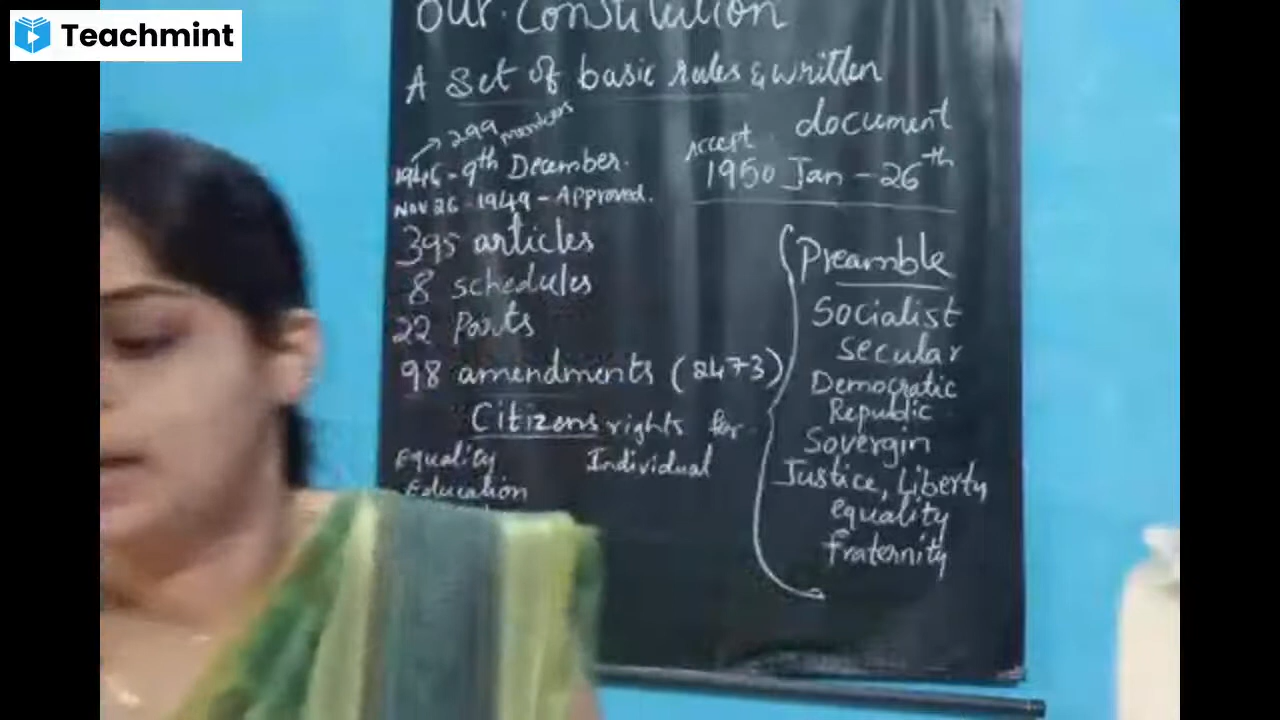 Teachmint
Our Constitution
A Set of basic rules & written
document
299 members
1946 - 9th December.
Nov 26 - 1949 - Approved.
Accept
1950 Jan - 26th
395 articles
8 schedules
22 Parts
98 amendments (2473)
Citizens rights for
Equality Individual
Education
Preamble
Socialist
Secular
Democratic
Republic
Sovergin
Justice, Liberty
equality
fraternity